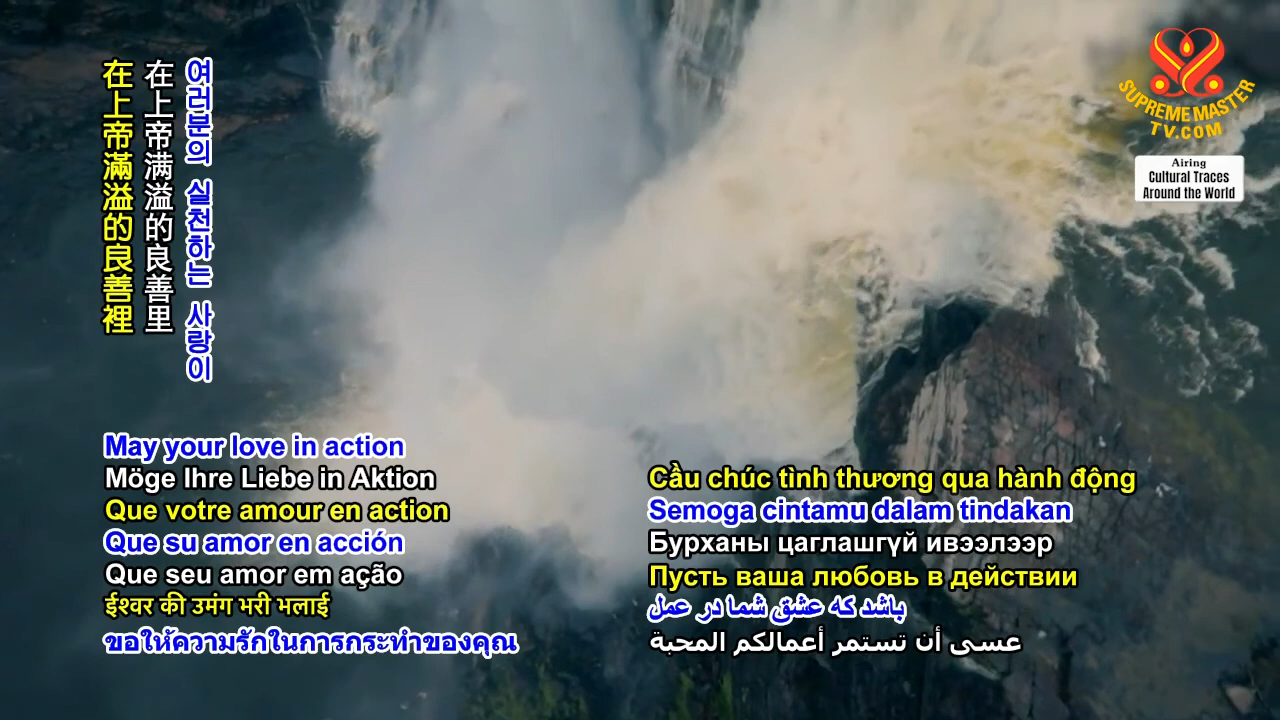 在上帝滿溢的良善裡
在上帝满溢的良善里
여러분의 실천하는 사랑이
SUPREME MASTER
TV.COM
Airing
Cultural Traces
Around the World
May your love in action
Möge Ihre Liebe in Aktion
Que votre amour en action
Que su amor en acción
Que seu amor em ação
ईश्वर की उमंग भरी भलाई
ขอให้ความรักในการกระทำของคุณ
Cầu chúc tình thương qua hành động
Semoga cintamu dalam tindakan
Бурханы цаглашгүй ивээлээр
Пусть ваша любовь в действии
باشد که عشق شما در عمل
عسى أن تستمر أعمالكم المحبة